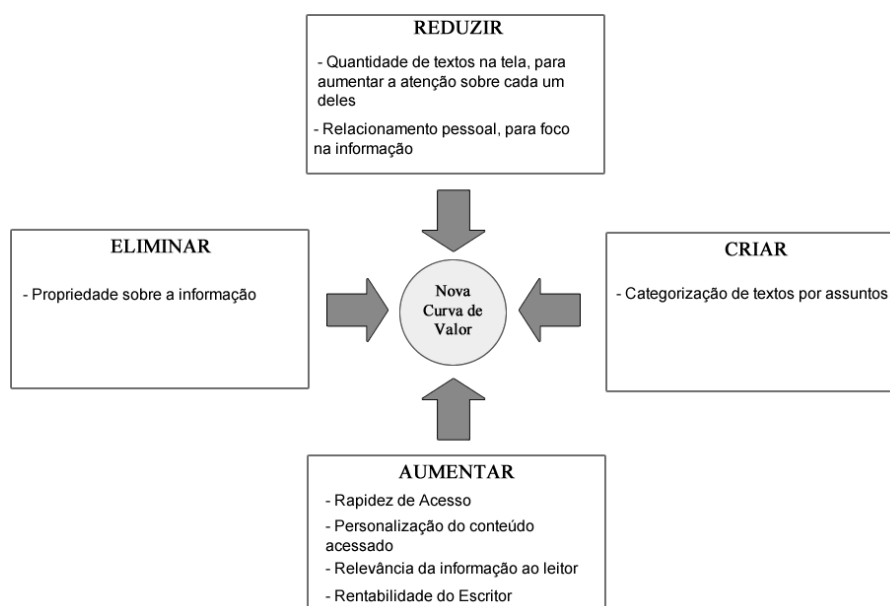 REDUZIR
- Quantidade de textos na tela, para
aumentar a atenção sobre cada um
deles
- Relacionamento pessoal, para foco
na informação
ELIMINAR
- Propriedade sobre a informação
Nova
Curva de
Valor
CRIAR
- Categorização de textos por assuntos
AUMENTAR
- Rapidez de Acesso
- Personalização do conteúdo
acessado
- Relevância da informação ao leitor
- Rentabilidade do Escritor